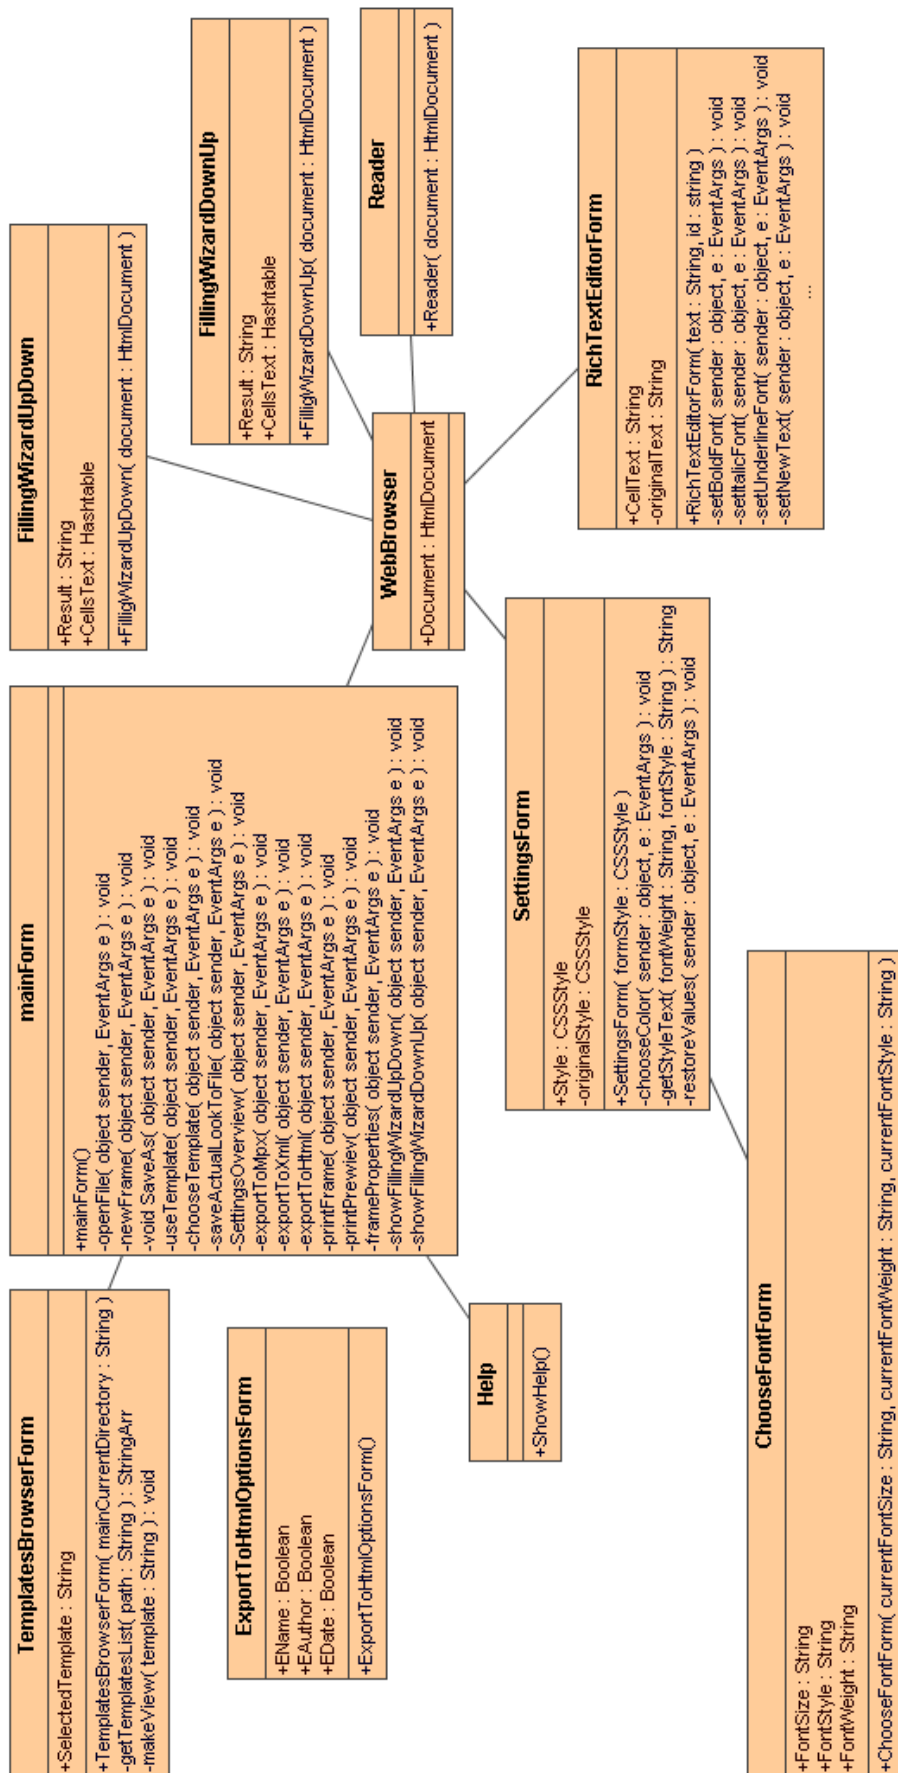 TemplatesBrowserForm
+SelectedTemplate : String
+TemplatesBrowserForm( mainCurrentDirectory : String )
-getTemplatesList( path : String ) : StringArr
-makeView( template : String ) : void
mainForm
+mainForm()
-openFile( object sender, EventArgs e ) : void
-newFrame( object sender, EventArgs e ) : void
-void SaveAs( object sender, EventArgs e ) : void
-useTemplate( object sender, EventArgs e ) : void
-chooseTemplate( object sender, EventArgs e ) : void
-saveActualLookToFile( object sender, EventArgs e ) : void
-SettingsOverview( object sender, EventArgs e ) : void
-exportToMpx( object sender, EventArgs e ) : void
-exportToXml( object sender, EventArgs e ) : void
-exportToHtml( object sender, EventArgs e ) : void
-printFrame( object sender, EventArgs e ) : void
-printPrewiev( object sender, EventArgs e ) : void
-frameProperties( object sender, EventArgs e ) : void
-showFillingWizardUpDown( object sender, EventArgs e ) : void
-showFillingWizardDownUp( object sender, EventArgs e ) : void
FillingWizardUpDown
+Result : String
+CellsText : Hashtable
+FilligWizardUpDown( document : HtmlDocument )
FillingWizardDownUp
+Result : String
+CellsText : Hashtable
+FilligWizardDownUp( document : HtmlDocument )
Reader
+Reader( document : HtmlDocument )
ExportToHtmlOptionsForm
+EName : Boolean
+EAuthor : Boolean
+EDate : Boolean
+ExportToHtmlOptionsForm()
WebBrowser
+Document : HtmlDocument
Help
+ShowHelp()
SettingsForm
+Style : CSSStyle
-originalStyle : CSSStyle
+SettingsForm( formStyle : CSSStyle )
-chooseColor( sender : object, e : EventArgs ) : void
-getStyleText( fontWeight : String, fontStyle : String ) : String
-restoreValues( sender : object, e : EventArgs ) : void
RichTextEditorForm
+CellText : String
-originalText : String
+RichTextEditorForm( text : String, id : string )
-setBoldFont( sender : object, e : EventArgs ) : void
-setItalicFont( sender : object, e : EventArgs ) : void
-setUnderlineFont( sender : object, e : EventArgs ) : void
-setNewText( sender : object, e : EventArgs ) : void
...
ChooseFontForm
+FontSize : String
+FontStyle : String
+FontWeight : String
+ChooseFontForm( currentFontSize : String, currentFontWeight : String, currentFontStyle : String )